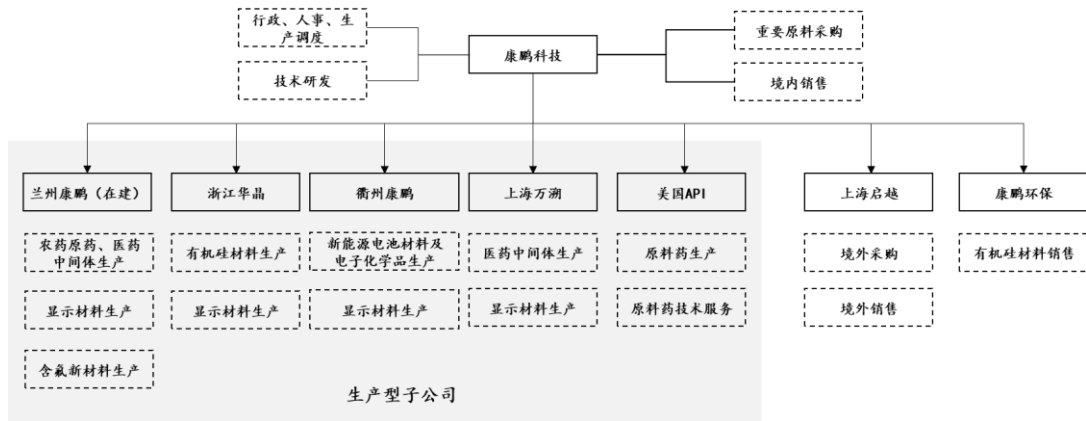 行政、人事、生
产调度
技术研发
康鹏科技
重要原料采购
境内销售
兰州康鹏（在建）
浙江华晶
衢州康鹏
上海万溯
美国API
上海启越
康鹏环保
农药原药、医药
中间体生产
有机硅材料生产
新能源电池材料及
电子化学品生产
医药中间体生产
原料药生产
境外采购
有机硅材料销售
显示材料生产
显示材料生产
显示材料生产
显示材料生产
原料药技术服务
境外销售
含氟新材料生产
生产型子公司